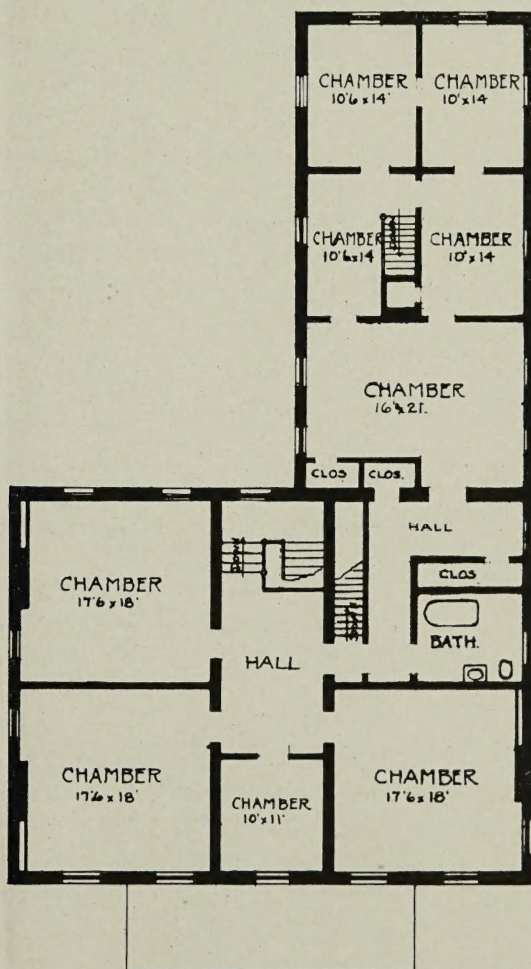 CHAMBER
10'6 x 14'
CHAMBER
10' x 14
CHAMBER
10'6 x 14
CHAMBER
10' x 14
CHAMBER
CLOS
CLOS.
HALL
CLOS
BATH.
CHAMBER
17'6 x 18'
HALL
CHAMBER
17'6 x 18'
CHAMBER
10' x 11'
CHAMBER
17'6 x 18'